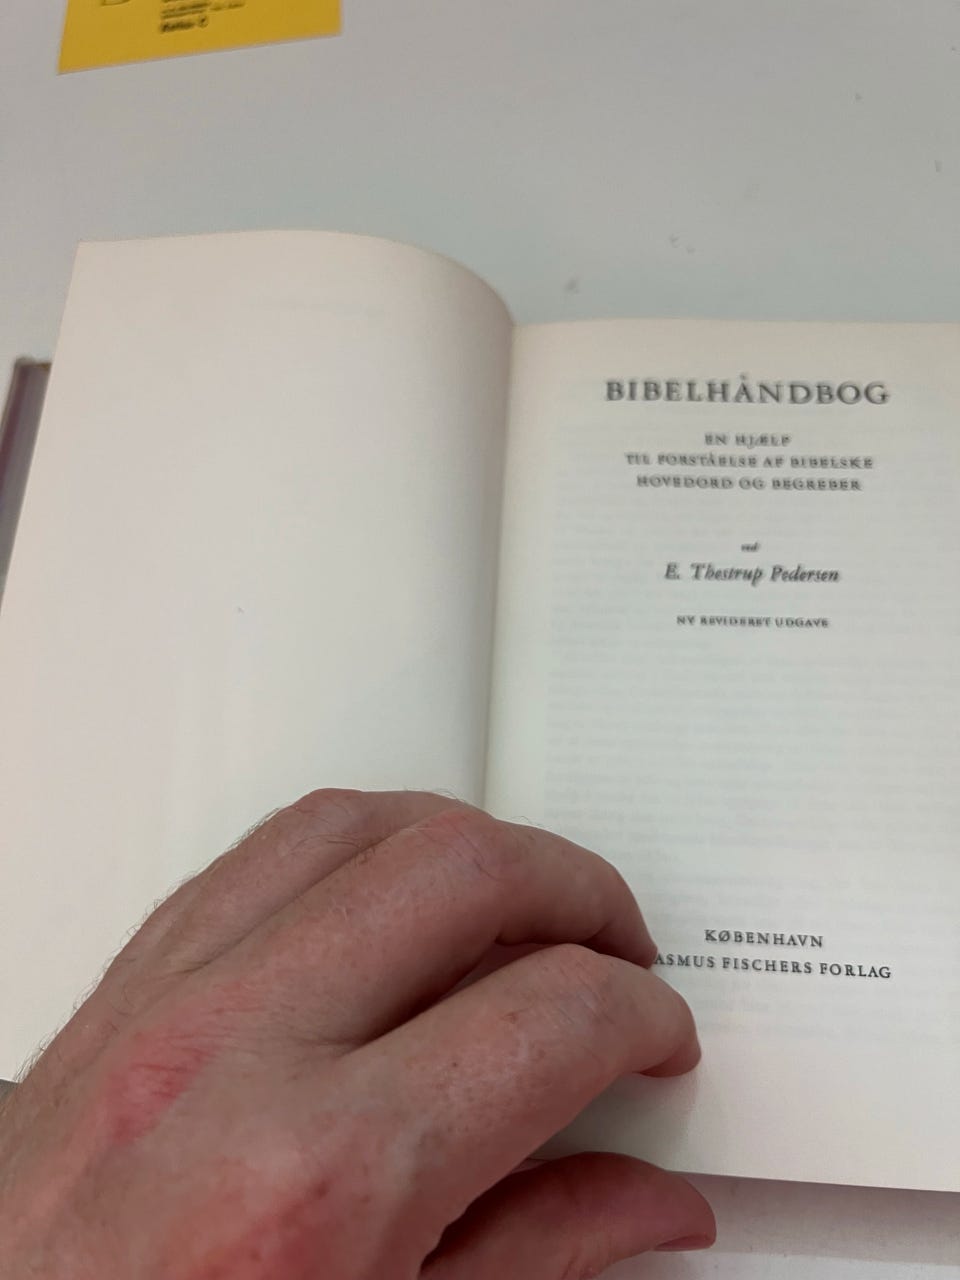 BIBELHÅNDBOG
EN HJÆLP
TIL FORSTÅELSE AF BIBELSKE
HOVEDORD OG BEGREBER
ved
E. Thestrup Pedersen
NY REVIDERET UDGAVE
KØBENHAVN
ASMUS FISCHERS FORLAG